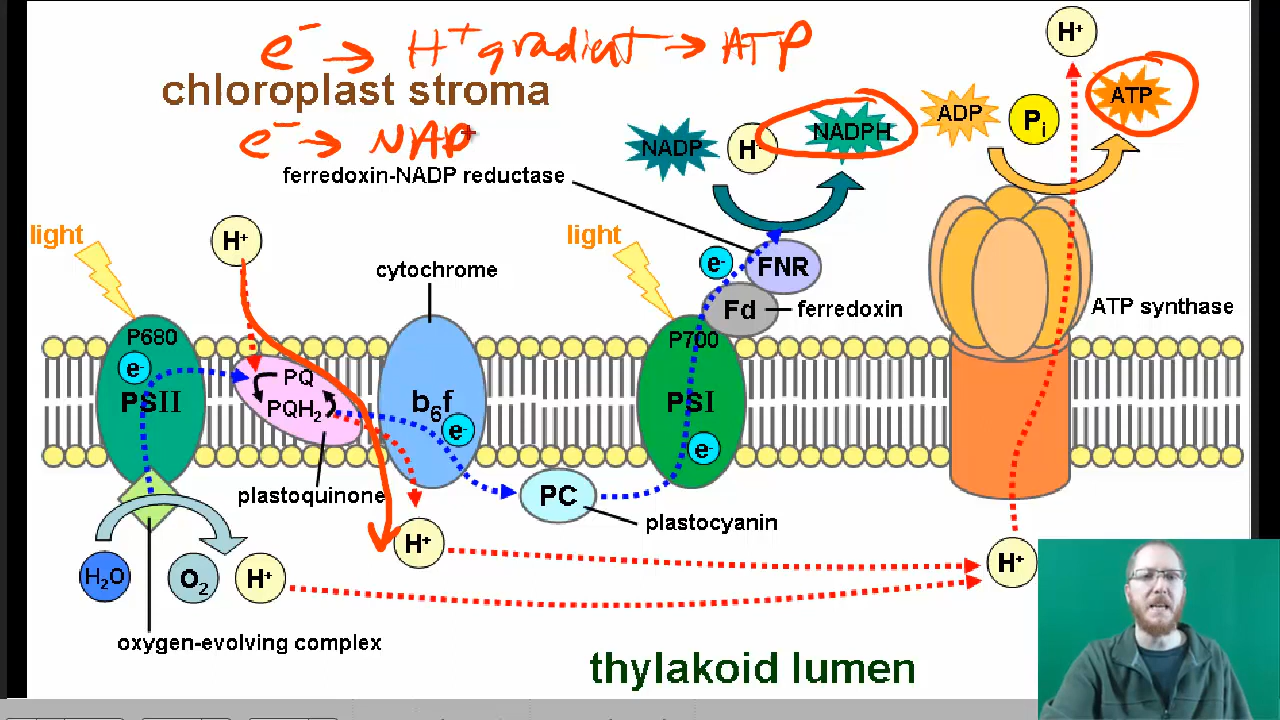 e⁻ → H⁺ gradient → ATP
chloroplast stroma
e⁻ → NAP
ferredoxin-NADP reductase
NADP
H⁺
NADPH
ADP
Pi
ATP
H⁺
light
H⁺
cytochrome
light
e⁻
FNR
Fd
ferredoxin
ATP synthase
P680
e⁻
PSII
PQ
PQH₂
b₆f
e⁻
P700
PSI
e⁻
plastoquinone
PC
plastocyanin
H⁺
H₂O
O₂
H⁺
H⁺
oxygen-evolving complex
thylakoid lumen